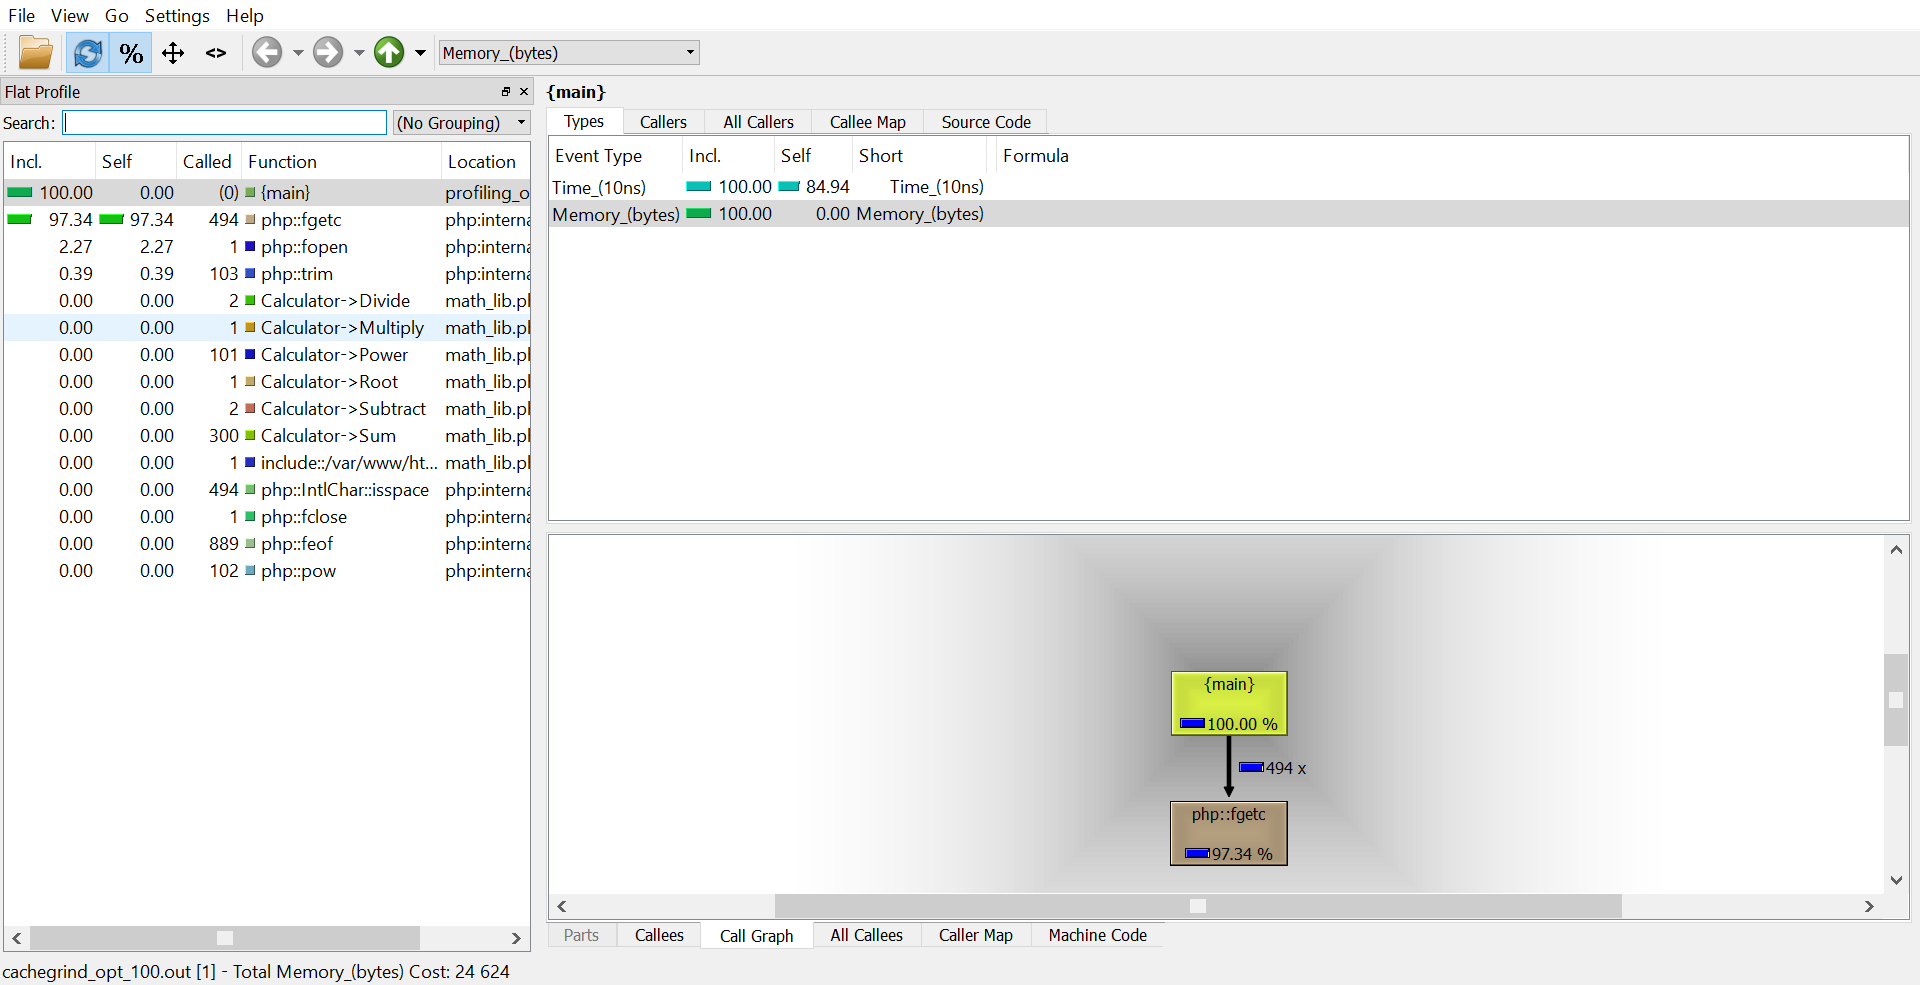 File View Go Settings Help
% <> Memory_(bytes)
Flat Profile
Search: (No Grouping)
Incl. Self Called Function Location
100.00 0.00 (0) {main} profiling_o
97.34 97.34 494 php::fgetc php:interna
2.27 2.27 1 php::fopen php:interna
0.39 0.39 103 php::trim php:interna
0.00 0.00 2 Calculator->Divide math_lib.pl
0.00 0.00 1 Calculator->Multiply math_lib.pl
0.00 0.00 101 Calculator->Power math_lib.pl
0.00 0.00 1 Calculator->Root math_lib.pl
0.00 0.00 2 Calculator->Subtract math_lib.pl
0.00 0.00 300 Calculator->Sum math_lib.pl
0.00 0.00 1 include::/var/www/ht... math_lib.pl
0.00 0.00 494 php::IntlChar::isspace php:interna
0.00 0.00 1 php::fclose php:interna
0.00 0.00 889 php::feof php:interna
0.00 0.00 102 php::pow php:interna
{main}
Types Callers All Callers Callee Map Source Code
Event Type Incl. Self Short Formula
Time_(10ns) 100.00 84.94 Time_(10ns)
Memory_(bytes) 100.00 0.00 Memory_(bytes)
{main}
100.00 %
494 x
php::fgetc
97.34 %
Parts Callees Call Graph All Callees Caller Map Machine Code
cachegrind_opt_100.out [1] - Total Memory_(bytes) Cost: 24 624